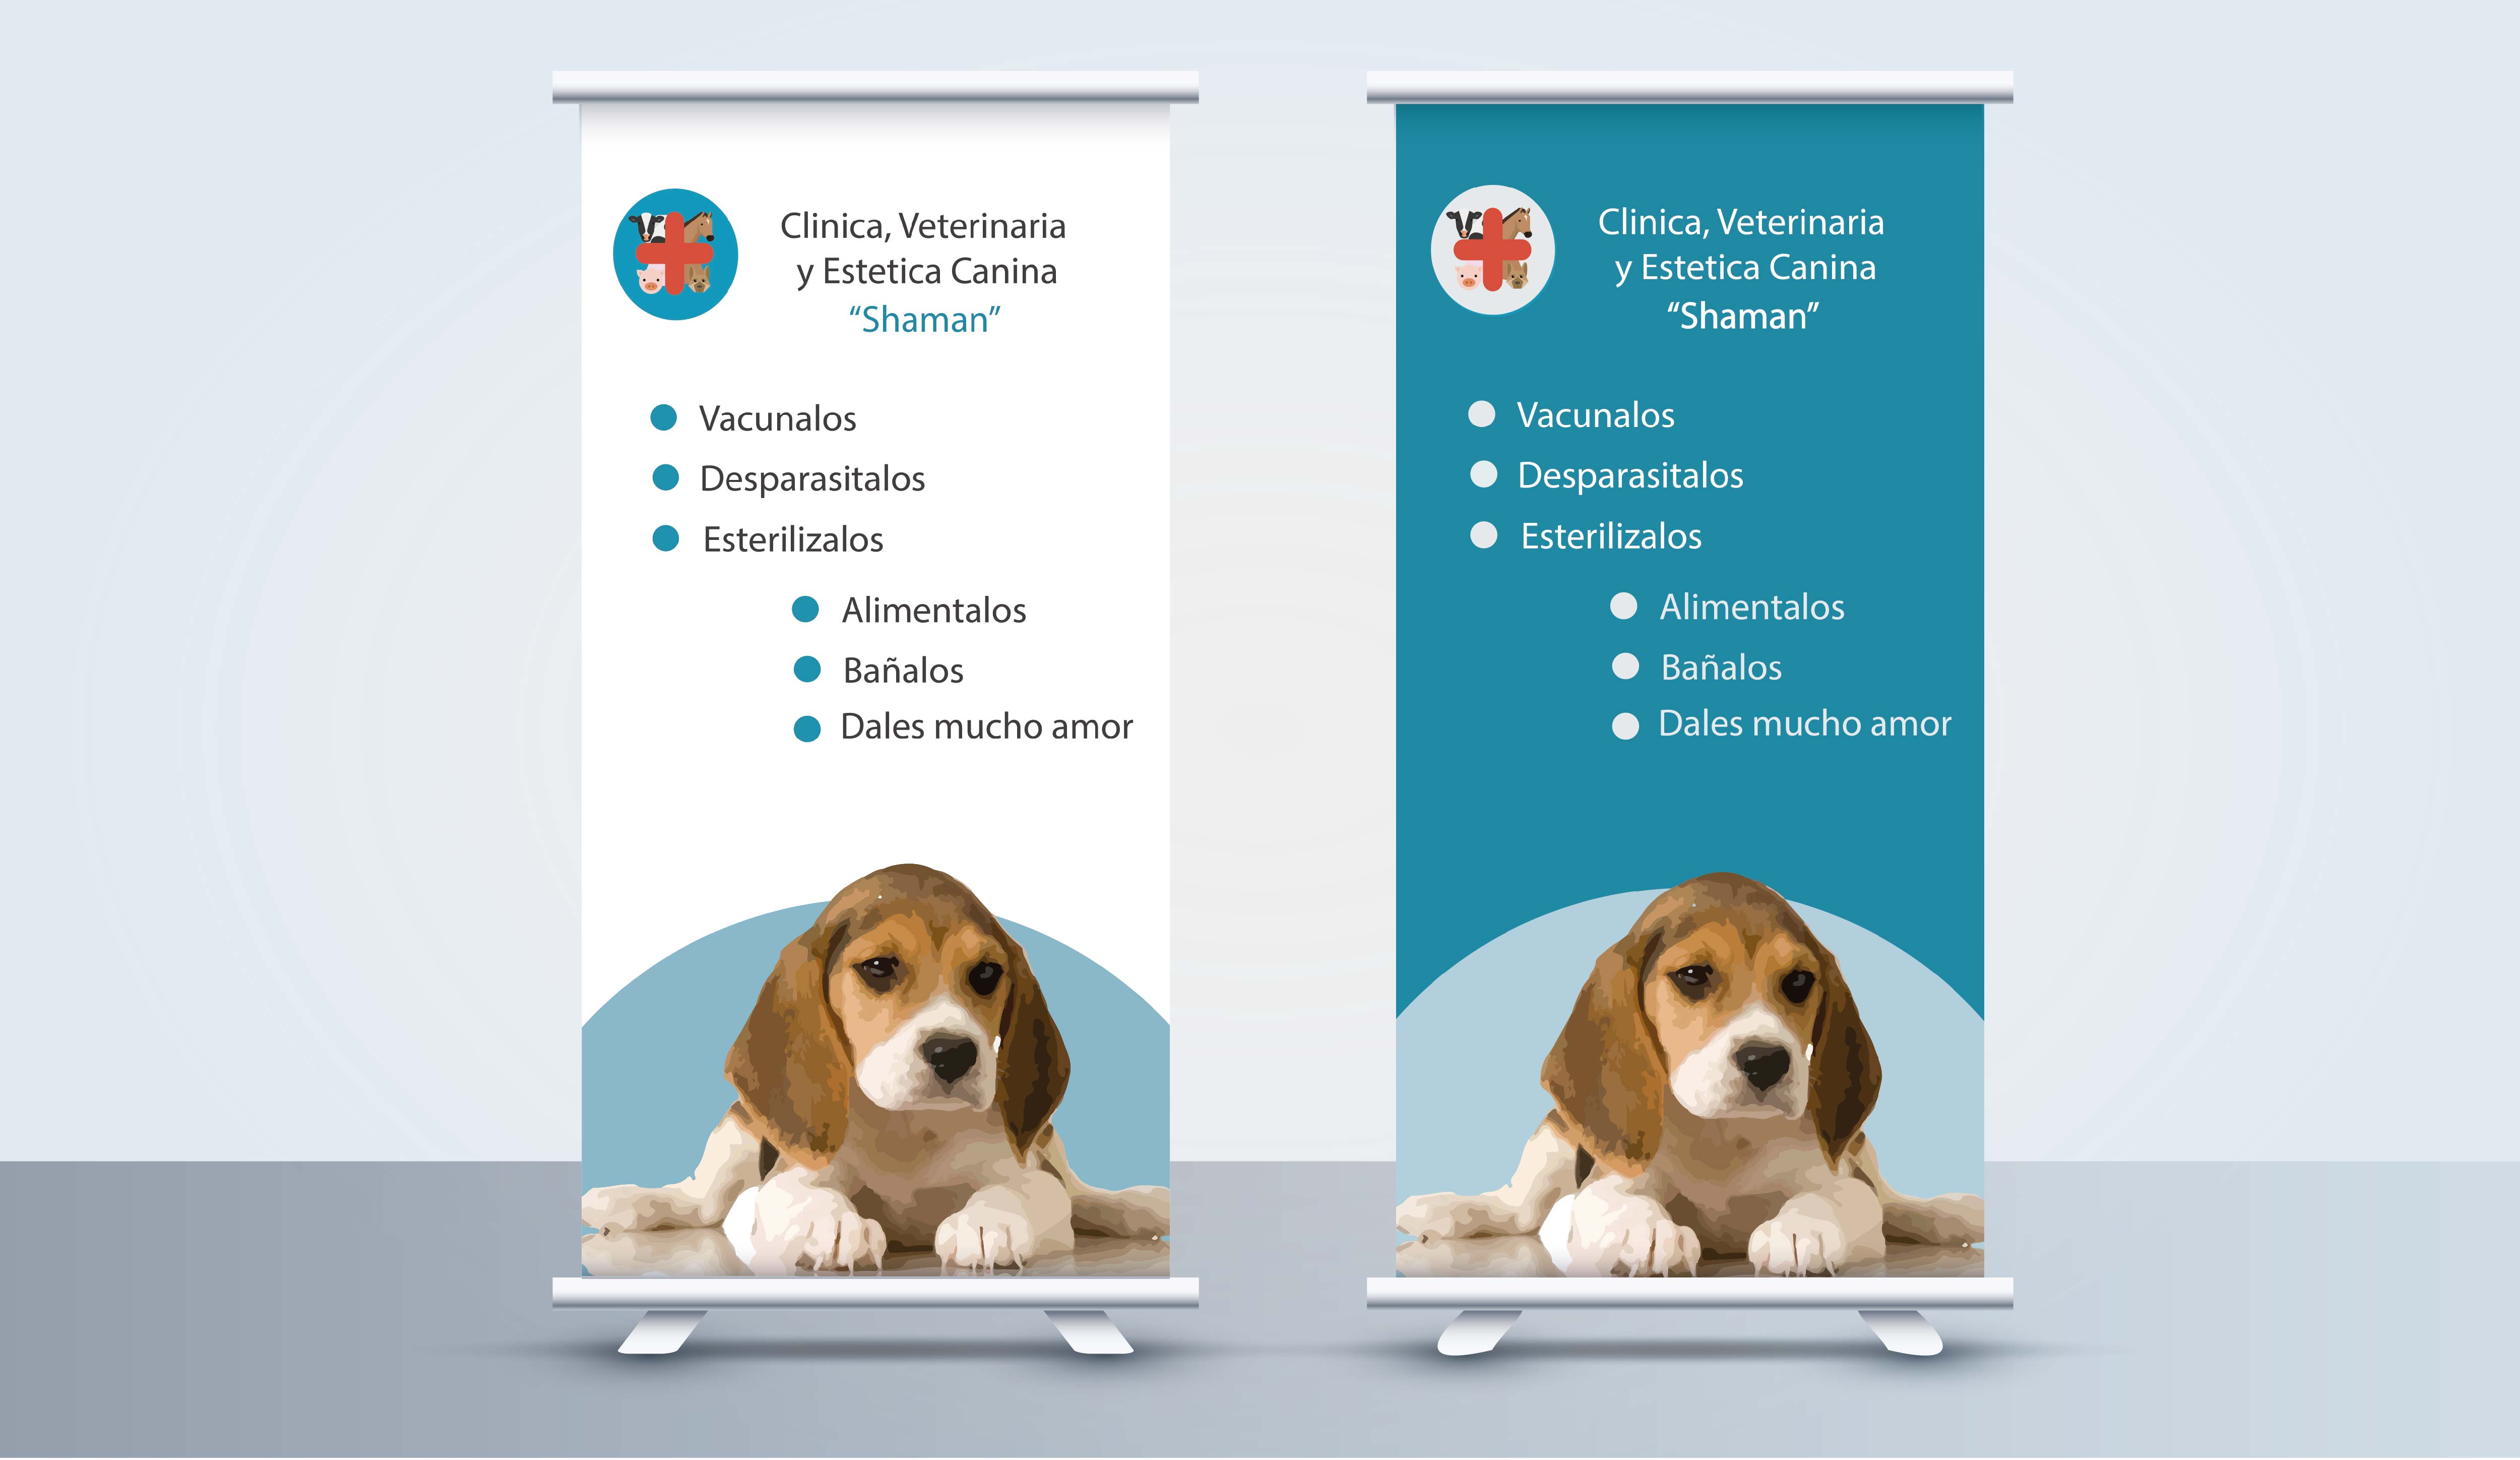 Clinica, Veterinaria
y Estetica Canina
“Shaman”
Vacunalos
Desparasitalos
Esterilizalos
Alimentalos
Bañalos
Dales mucho amor
Clinica, Veterinaria
y Estetica Canina
“Shaman”
Vacunalos
Desparasitalos
Esterilizalos
Alimentalos
Bañalos
Dales mucho amor